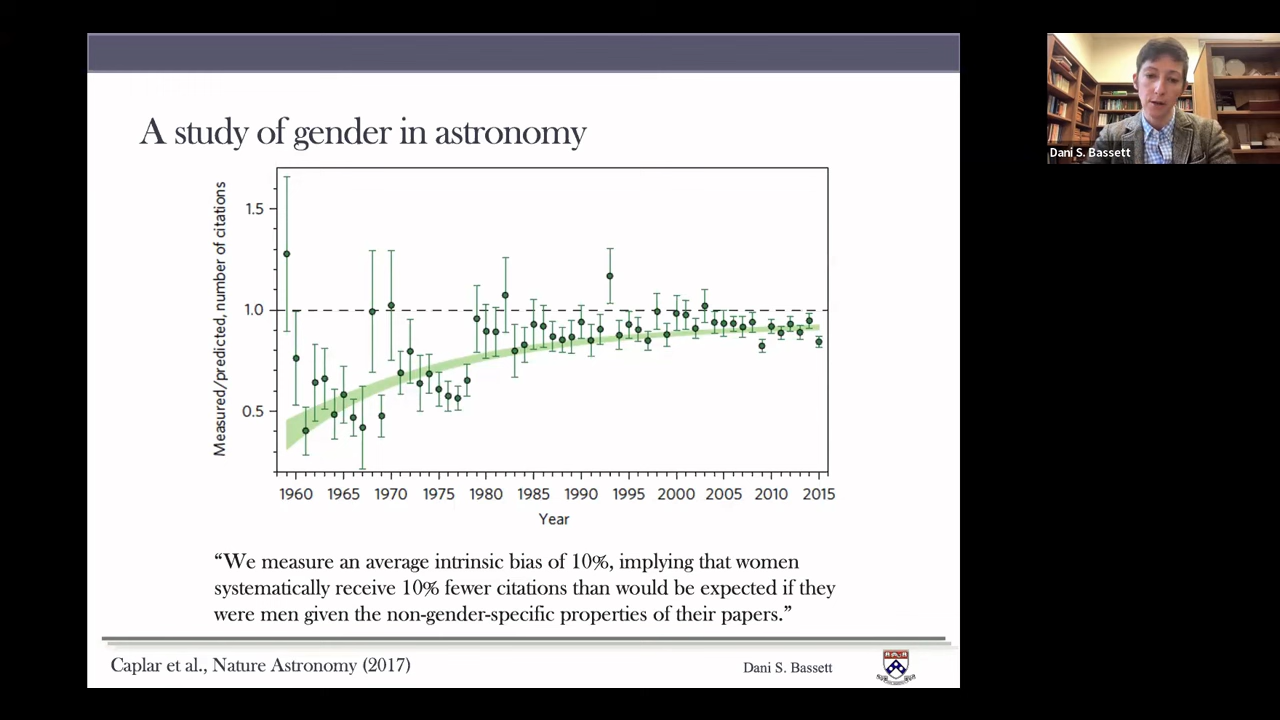 A study of gender in astronomy
Measured/predicted, number of citations
1.5
1.0
0.5
1960 1965 1970 1975 1980 1985 1990 1995 2000 2005 2010 2015
Year
“We measure an average intrinsic bias of 10%, implying that women
systematically receive 10% fewer citations than would be expected if they
were men given the non-gender-specific properties of their papers.”
Caplar et al., Nature Astronomy (2017)
Dani S. Bassett
Dani S. Bassett